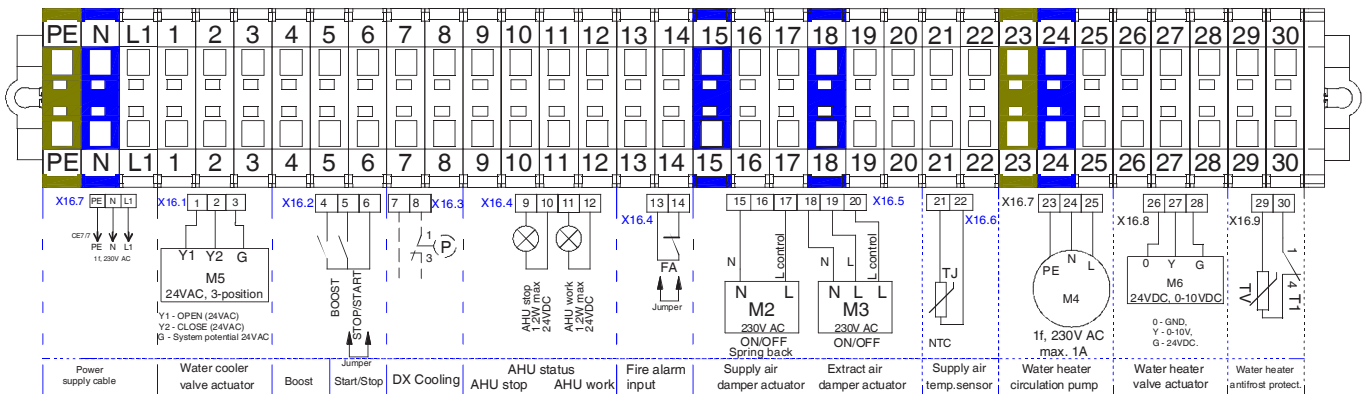 PE N L1 1 2 3 4 5 6 7 8 9 10 11 12 13 14 15 16 17 18 19 20 21 22 23 24 25 26 27 28 29 30
PE N L1 1 2 3 4 5 6 7 8 9 10 11 12 13 14 15 16 17 18 19 20 21 22 23 24 25 26 27 28 29 30
X16.7 PE N L1
CE7/7
PE N L1
1f, 230V AC
X16.1 1 2 3
Y1 Y2 G
M5
24VAC, 3-position
Y1 - OPEN (24VAC)
Y2 - CLOSE (24VAC)
G - System potential 24VAC
X16.2 4 5 6
BOOST
STOP/START
Jumper
7 8 X16.3
1
P
3
X16.4 9 10 11 12
AHU stop
1.2W max
24VDC
AHU work
1.2W max
24VDC
13 14
X16.4
FA
Jumper
15 16 17 18 19 20 X16.5
N
L control
N L
M2
230V AC
ON/OFF
Spring back
N
L
L control
N L L
M3
230V AC
ON/OFF
21 22
X16.6
TJ
NTC
X16.7
23 24 25
PE N L
M4
1f, 230V AC
max. 1A
26 27 28
X16.8
0 Y G
M6
24VDC, 0-10VDC
0 - GND,
Y - 0-10V,
G - 24VDC.
29 30
X16.9
TV
1
4
T1
Power
supply cable
Water cooler
valve actuator
Boost
Start/Stop
DX Cooling
AHU status
AHU stop AHU work
Fire alarm
input
Supply air
damper actuator
Extract air
damper actuator
Supply air
temp.sensor
Water heater
circulation pump
Water heater
valve actuator
Water heater
antifrost protect.